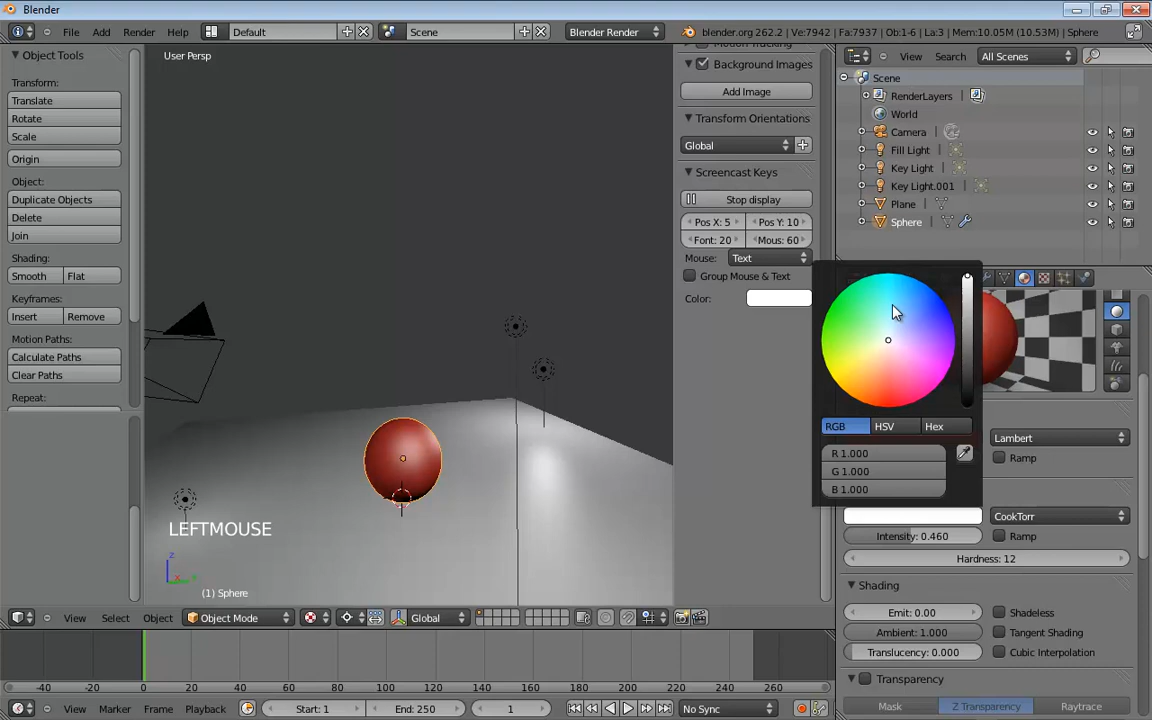 Blender
File Add Render Help
Default
Scene
Blender Render
blender.org 262.2 | Ve:7942 | Fa:7937 | Ob:1-6 | La:3 | Mem:10.05M (10.53M) | Sphere
Object Tools
Transform:
Translate
Rotate
Scale
Origin
Object:
Duplicate Objects
Delete
Join
Shading:
Smooth Flat
Keyframes:
Insert Remove
Motion Paths:
Calculate Paths
Clear Paths
Repeat:
User Persp
LEFTMOUSE
z
(1) Sphere
Motion Tracking
Background Images
Add Image
Transform Orientations
Global
Screencast Keys
Stop display
Pos X: 5 Pos Y: 10
Font: 20 Mous: 60
Mouse: Text
Group Mouse & Text
Color:
View Search All Scenes
Scene
RenderLayers
World
Camera
Fill Light
Key Light
Key Light.001
Plane
Sphere
RGB HSV Hex
R 1.000
G 1.000
B 1.000
Lambert
Ramp
CookTorr
Intensity: 0.460 Ramp
Hardness: 12
Shading
Emit: 0.00 Shadeless
Ambient: 1.000 Tangent Shading
Translucency: 0.000 Cubic Interpolation
Transparency
Mask Z Transparency Raytrace
View Select Object Object Mode Global
-40 -20 0 20 40 60 80 100 120 140 160 180 200 220 240 260
View Marker Frame Playback Start: 1 End: 250 1 No Sync